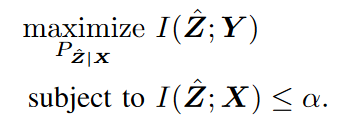 maximize I(Ẑ; Y)
P_{Ẑ|X}
subject to I(Ẑ; X) ≤ α.